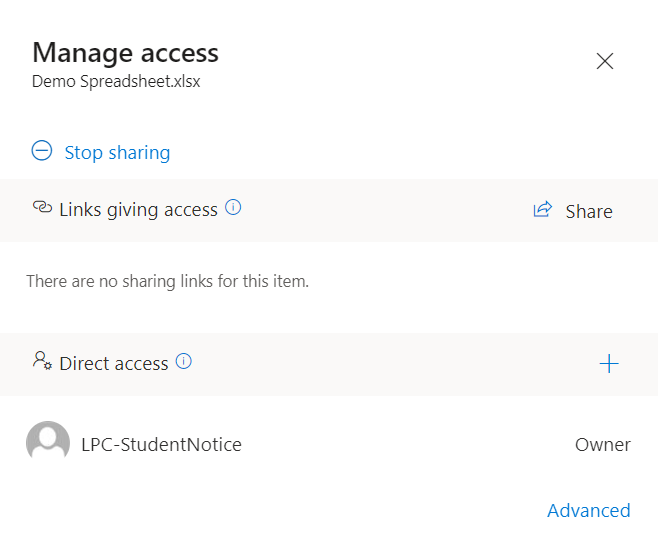 Manage access
Demo Spreadsheet.xlsx
Stop sharing
Links giving access
Share
There are no sharing links for this item.
Direct access
LPC-StudentNotice
Owner
Advanced